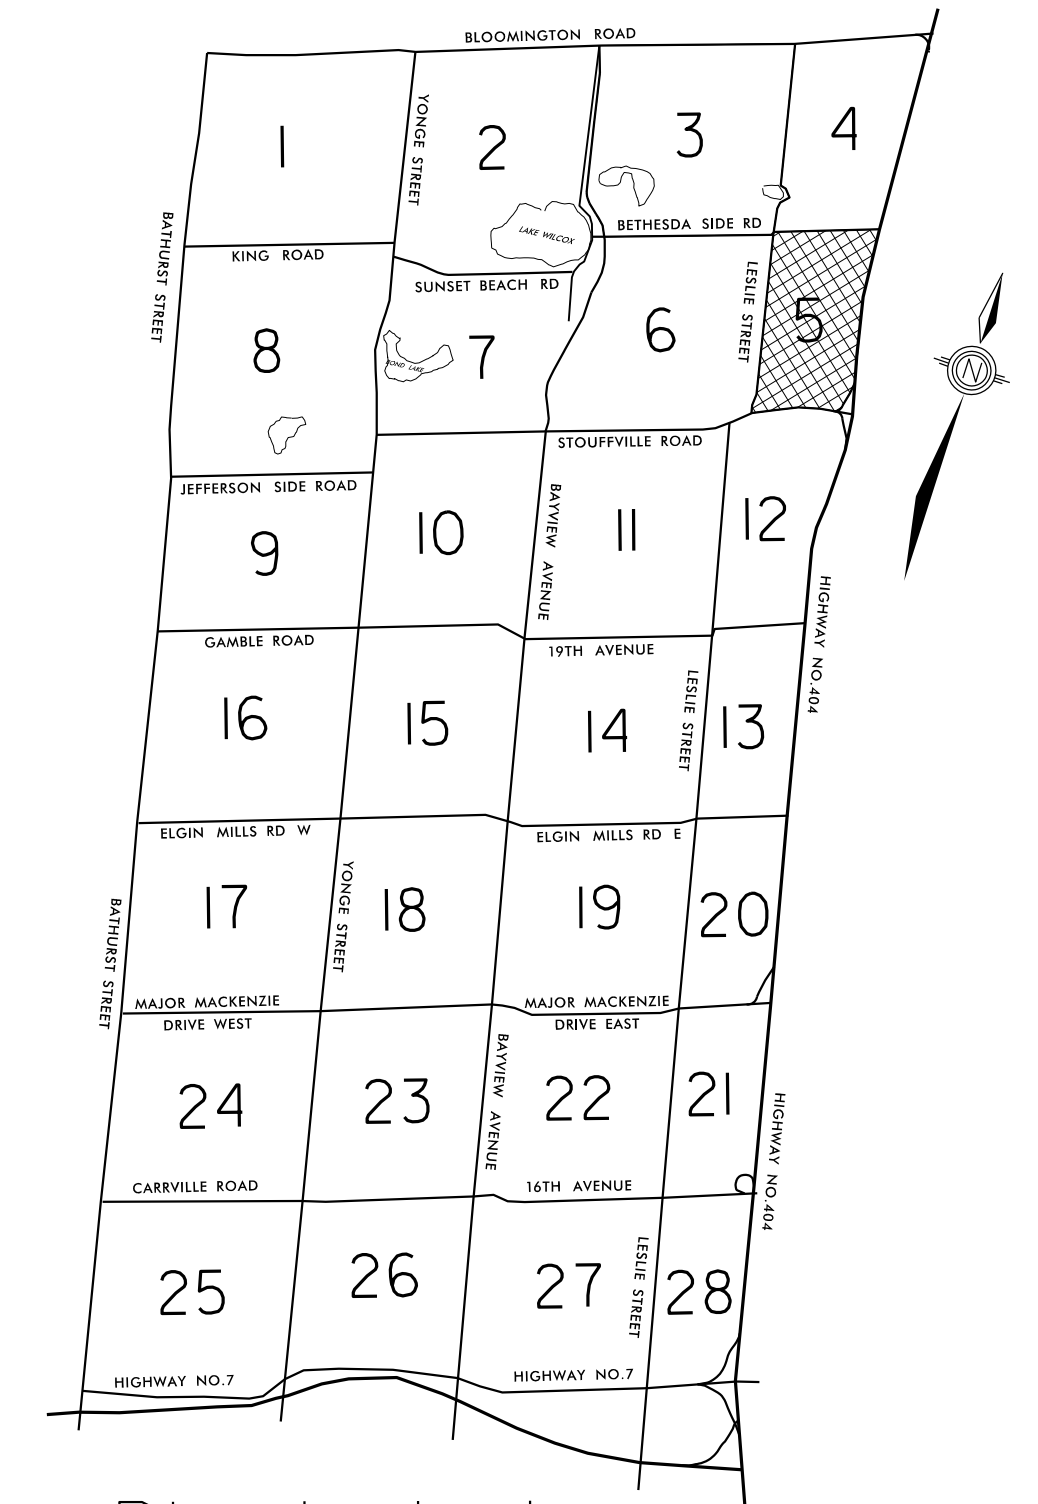 BLOOMINGTON ROAD
YONGE STREET
1
2
3
4
LAKE WILCOX
BETHESDA SIDE RD
BATHURST STREET
KING ROAD
SUNSET BEACH RD
LESLIE STREET
8
7
6
5
BOND LAKE
N
STOUFFVILLE ROAD
JEFFERSON SIDE ROAD
BAYVIEW AVENUE
9
10
11
12
HIGHWAY NO.404
GAMBLE ROAD
19TH AVENUE
LESLIE STREET
16
15
14
13
ELGIN MILLS RD W
ELGIN MILLS RD E
YONGE STREET
BATHURST STREET
17
18
19
20
MAJOR MACKENZIE
DRIVE WEST
MAJOR MACKENZIE
DRIVE EAST
BAYVIEW AVENUE
24
23
22
21
HIGHWAY NO.404
CARRVILLE ROAD
16TH AVENUE
LESLIE STREET
25
26
27
28
HIGHWAY NO.7
HIGHWAY NO.7